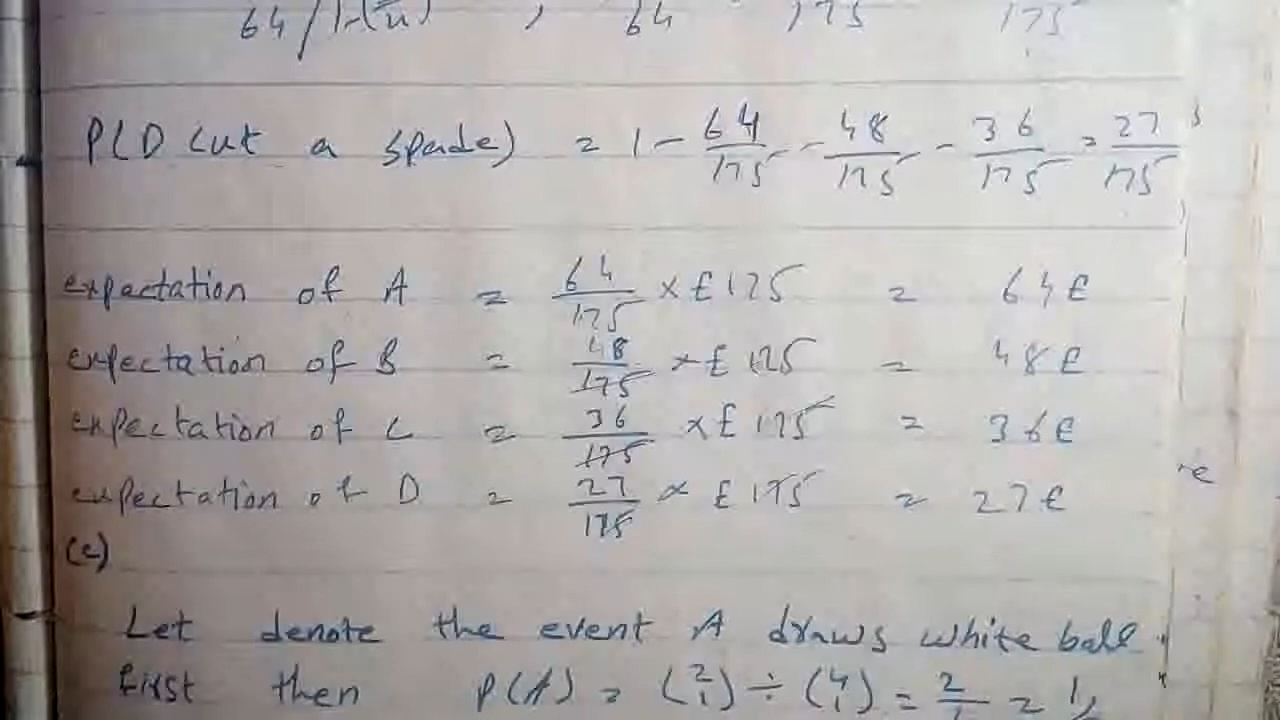 64
P(D cut a spade) = 1 - 64/175 - 48/175 - 36/175 = 27/175
expectation of A = 64/175 × £175 = 64£
expectation of B = 48/175 × £175 = 48£
expectation of C = 36/175 × £175 = 36£
expectation of D = 27/175 × £175 = 27£
(c)
Let denote the event A draws white ball
first then P(A) = (2 1) ÷ (4 1) = 2/4 = 1/2